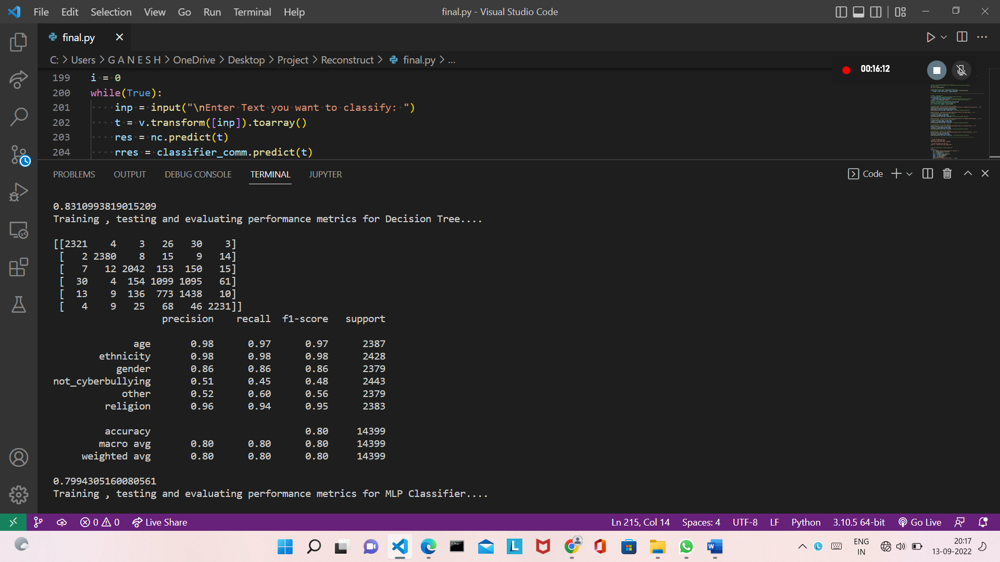 File Edit Selection View Go Run Terminal Help
final.py - Visual Studio Code
final.py
C: > Users > G A N E S H > OneDrive > Desktop > Project > Reconstruct > final.py > ...
00:16:12
199 i = 0
200 while(True):
201 inp = input("\nEnter Text you want to classify: ")
202 t = v.transform([inp]).toarray()
203 res = nc.predict(t)
204 rres = classifier_comm.predict(t)
PROBLEMS OUTPUT DEBUG CONSOLE TERMINAL JUPYTER
Code
0.8310993819015209
Training , testing and evaluating performance metrics for Decision Tree....
[[2321 4 3 26 30 3]
[ 2 2380 8 15 9 14]
[ 7 12 2042 153 150 15]
[ 30 4 154 1099 1095 61]
[ 13 9 136 773 1438 10]
[ 4 9 25 68 46 2231]]
precision recall f1-score support
age 0.98 0.97 0.97 2387
ethnicity 0.98 0.98 0.98 2428
gender 0.86 0.86 0.86 2379
not_cyberbullying 0.51 0.45 0.48 2443
other 0.52 0.60 0.56 2379
religion 0.96 0.94 0.95 2383
accuracy 0.80 14399
macro avg 0.80 0.80 0.80 14399
weighted avg 0.80 0.80 0.80 14399
0.7994305160080561
Training , testing and evaluating performance metrics for MLP Classifier....
0 0 Live Share
Ln 215, Col 14 Spaces: 4 UTF-8 LF Python 3.10.5 64-bit Go Live
ENG
IN
20:17
13-09-2022